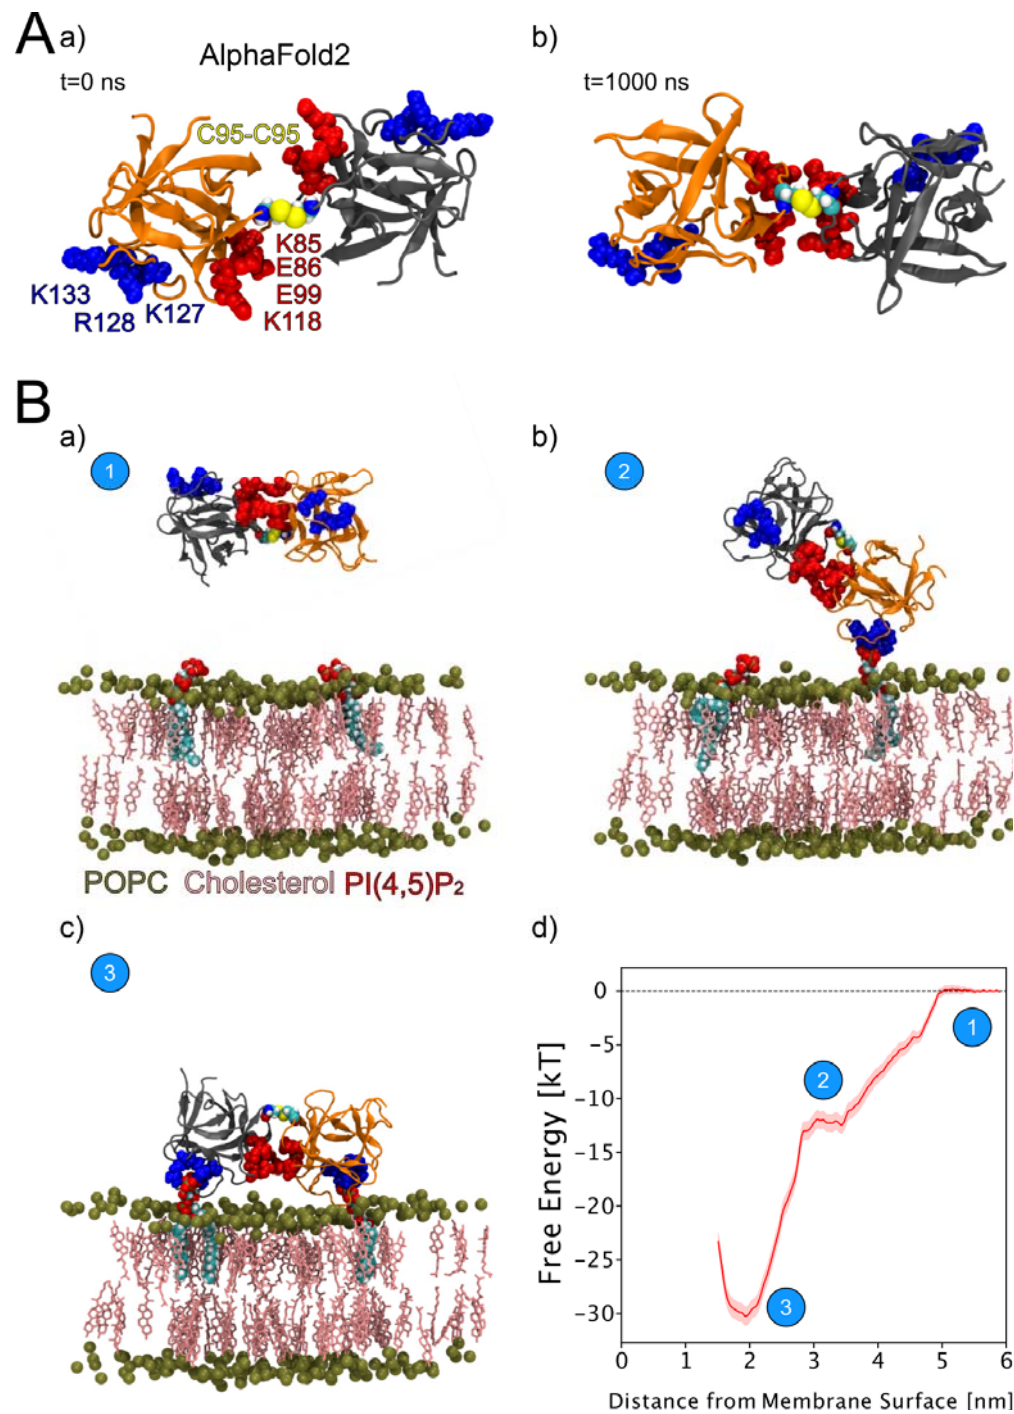 A
a)
b)
AlphaFold2
t=0 ns
t=1000 ns
C95-C95
K85
E86
E99
K118
K133
R128
K127
B
a)
b)
1
2
POPC Cholesterol PI(4,5)P₂
c)
d)
3
Free Energy [kT]
0
−5
−10
−15
−20
−25
−30
1
2
3
0 1 2 3 4 5 6
Distance from Membrane Surface [nm]